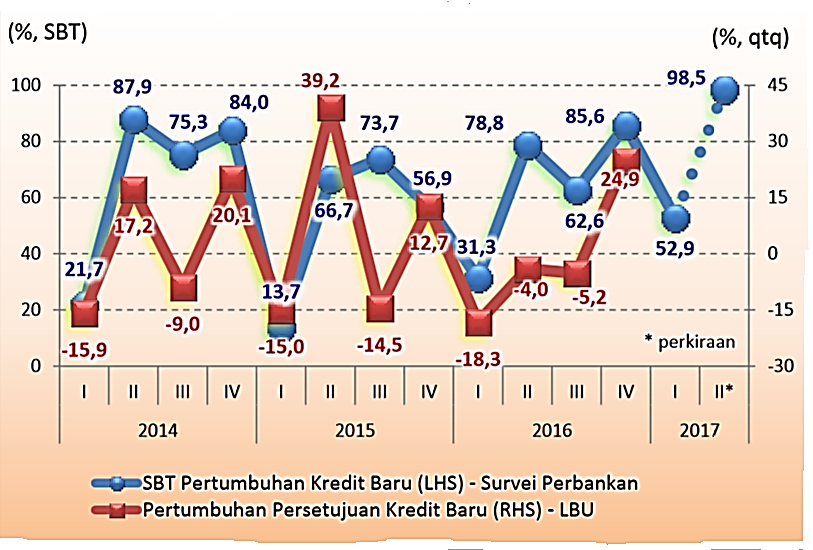 (%, SBT) (%, qtq)
100 80 60 40 20 0
45 30 15 0 -15 -30
21,7 87,9 75,3 84,0 13,7 66,7 73,7 56,9 31,3 78,8 62,6 85,6 52,9 98,5
-15,9 17,2 -9,0 20,1 -15,0 39,2 -14,5 12,7 -18,3 -4,0 -5,2 24,9
* perkiraan
I II III IV I II III IV I II III IV I II*
2014 2015 2016 2017
SBT Pertumbuhan Kredit Baru (LHS) - Survei Perbankan
Pertumbuhan Persetujuan Kredit Baru (RHS) - LBU